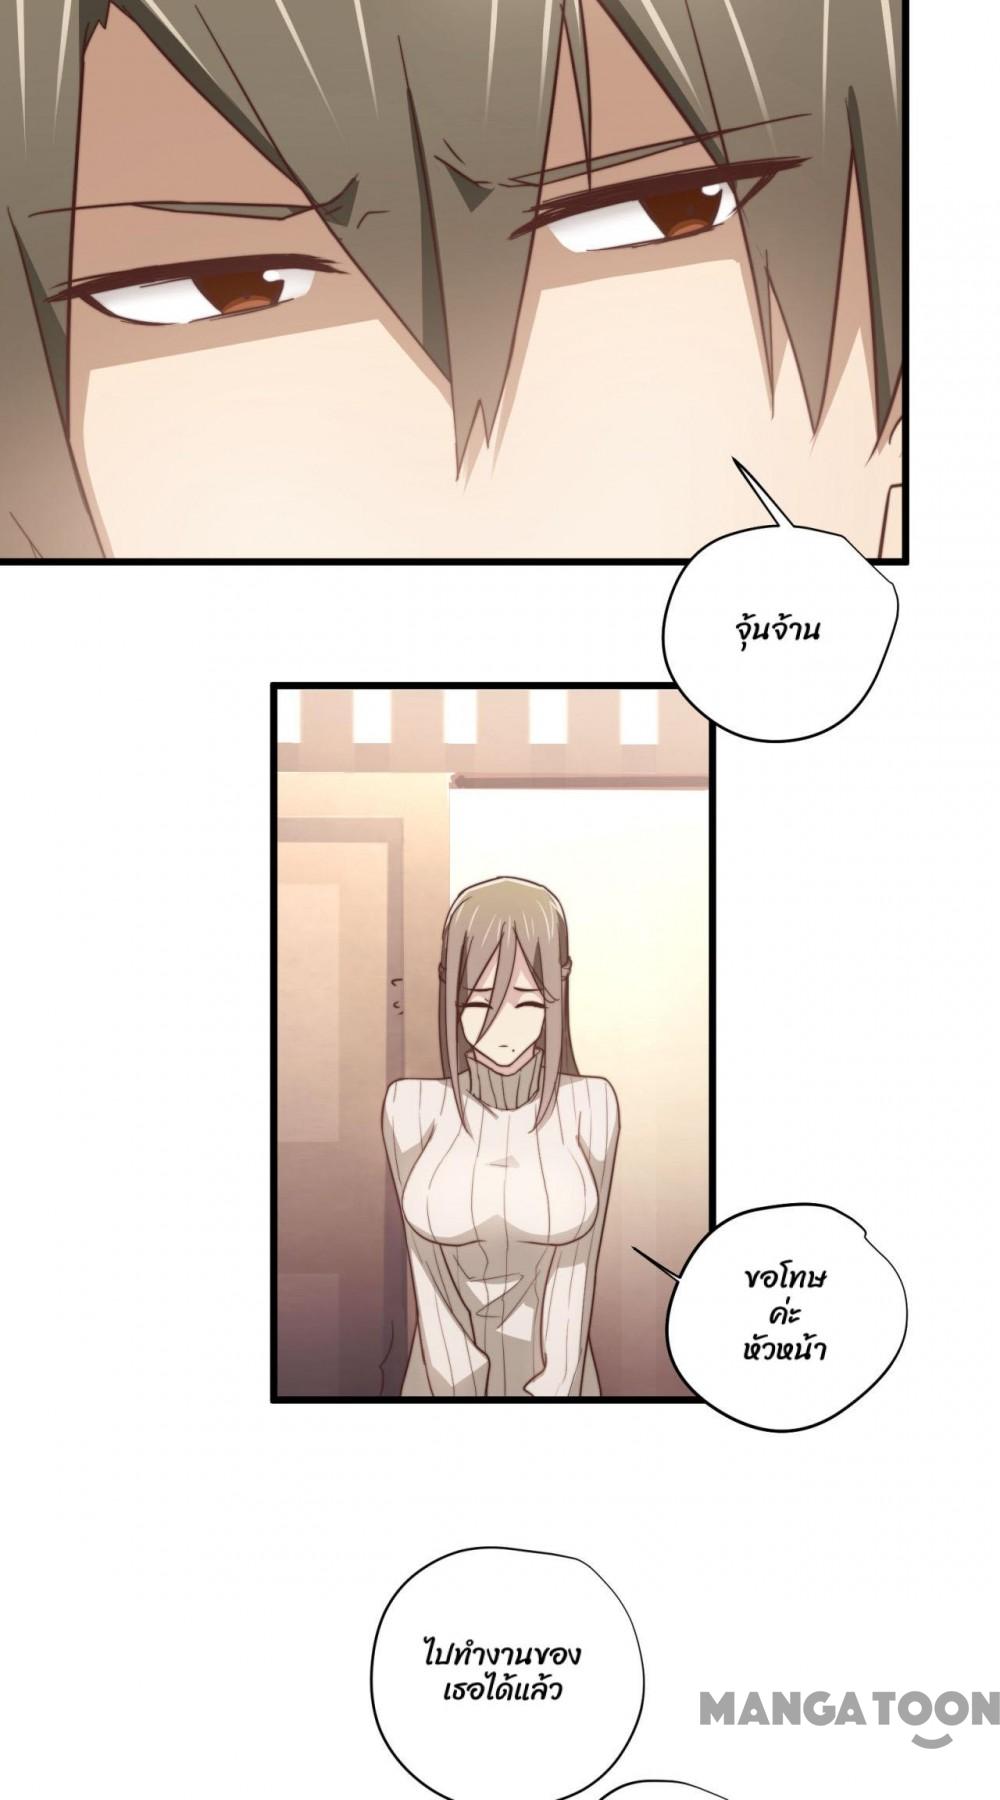 จุ้นจ้าน
ขอโทษ
ค่ะ
หัวหน้า
ไปทำงานของ
เธอได้แล้ว
MANGATOON